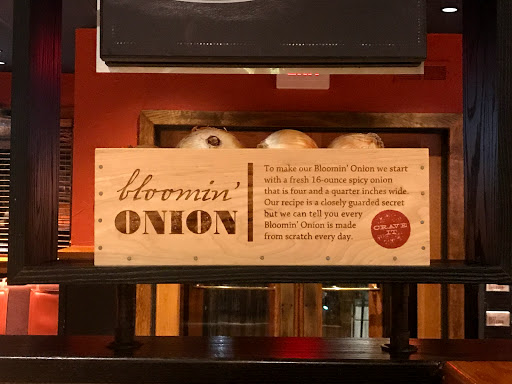 bloomin'
ONION
To make our Bloomin' Onion we start
with a fresh 16-ounce spicy onion
that is four and a quarter inches wide.
Our recipe is a closely guarded secret
but we can tell you every
Bloomin' Onion is made
from scratch every day.
CRAVE
IT